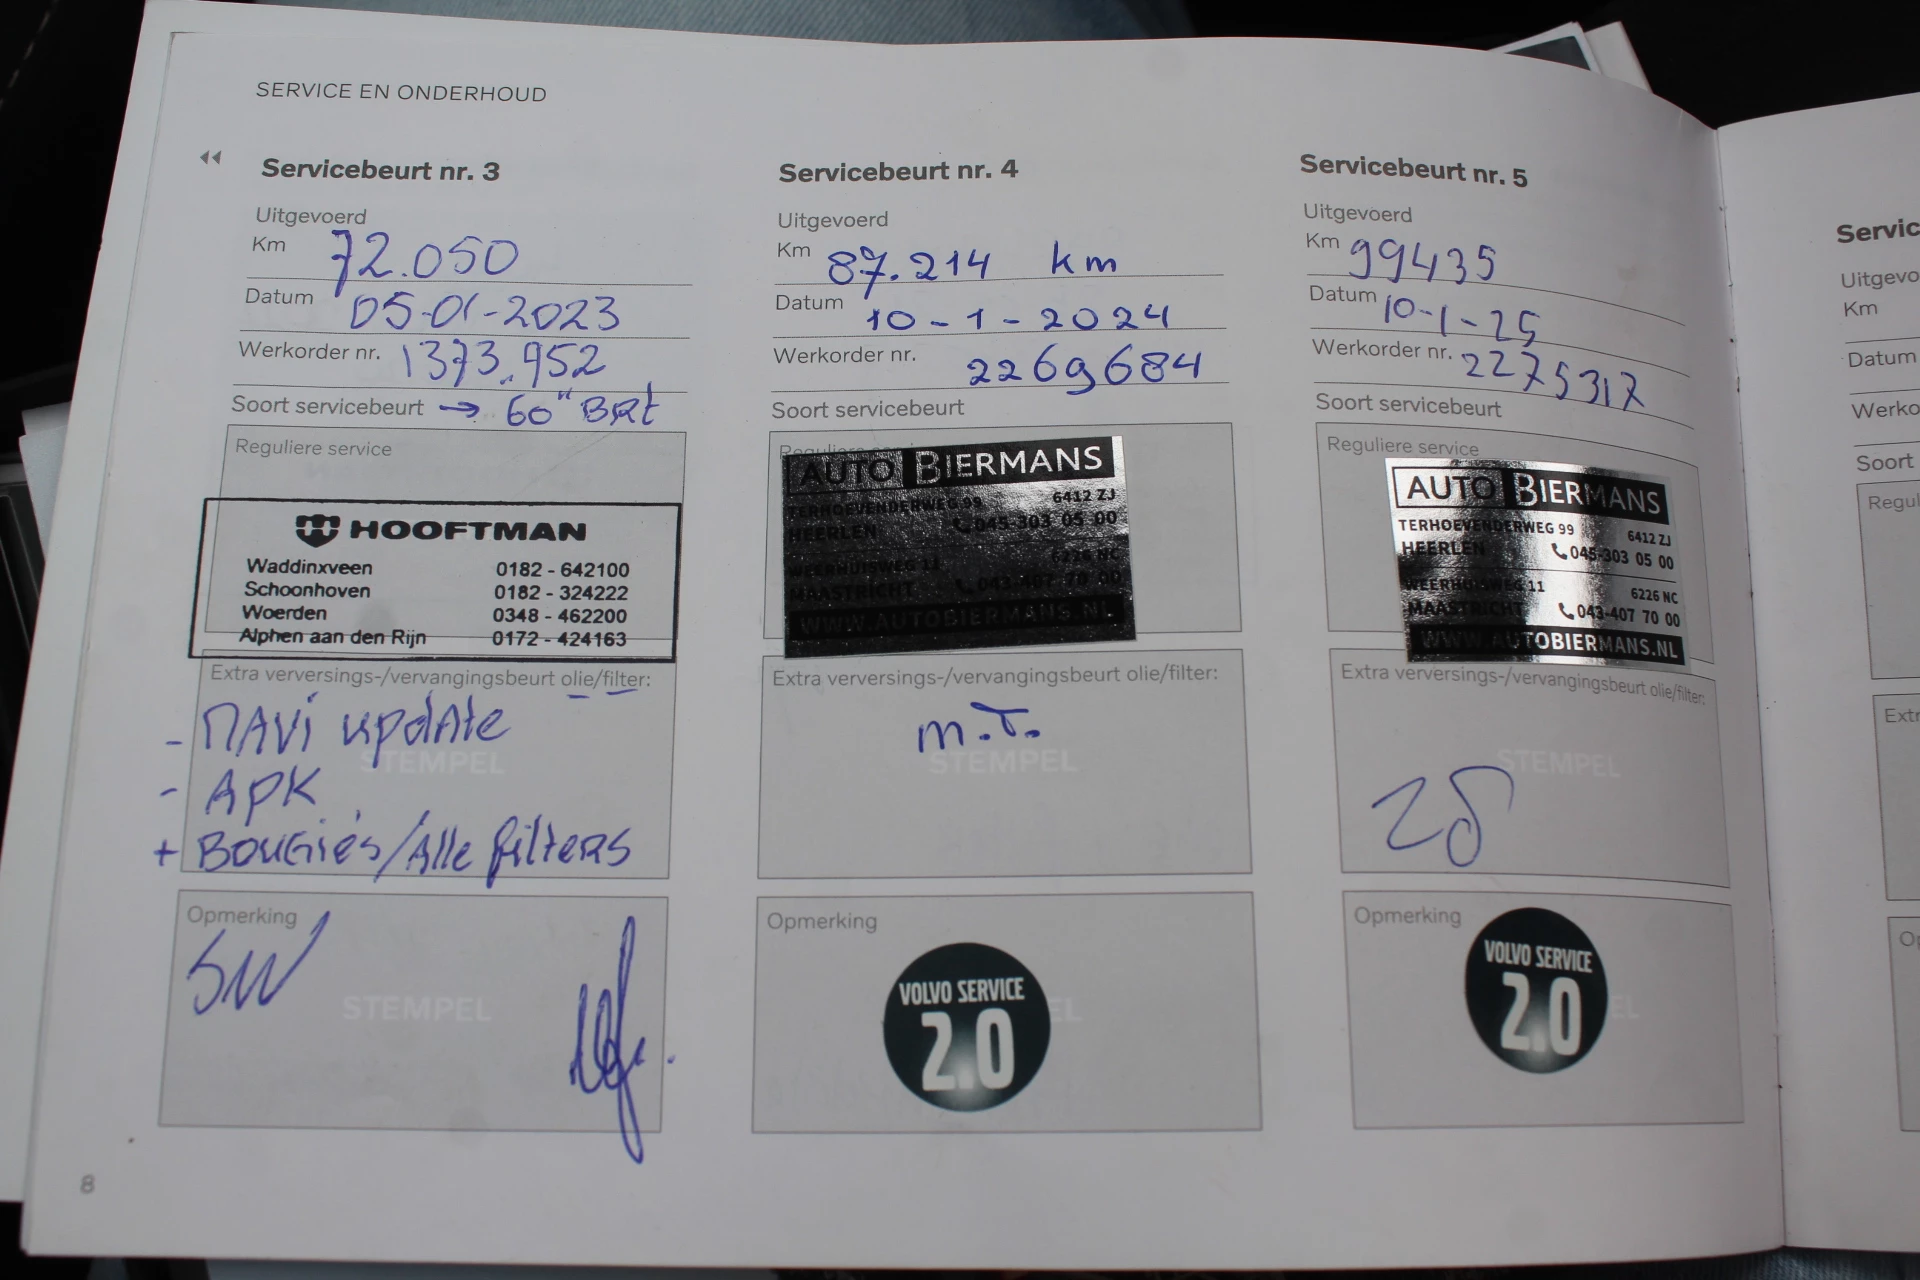 SERVICE EN ONDERHOUD
Servicebeurt nr. 3
Uitgevoerd
Km 72.050
Datum 05-01-2023
Werkorder nr. 1373.952
Soort servicebeurt → 60" BRt
Reguliere service
HOOFTMAN
Waddinxveen 0182 - 642100
Schoonhoven 0182 - 324222
Woerden 0348 - 462200
Alphen aan den Rijn 0172 - 424163
Extra verversings-/vervangingsbeurt olie/filter:
- NAVi update
STEMPEL
- APK
+ BOUGiés/Alle filters
Opmerking
SW
STEMPEL
8
Servicebeurt nr. 4
Uitgevoerd
Km 87.214 km
Datum 10-1-2024
Werkorder nr. 2269684
Soort servicebeurt
Reguliere
AUTO BIERMANS
TERHOEVENDERWEG 99 6412 ZJ
HEERLEN 045-303 05 00
WEERHUISWEG 11 6226 NC
MAASTRICHT 043-407 70 00
WWW.AUTOBIERMANS.NL
Extra verversings-/vervangingsbeurt olie/filter:
m.T.
STEMPEL
Opmerking
VOLVO SERVICE
2.0
EL
Servicebeurt nr. 5
Uitgevoerd
Km 99435
Datum 10-1-25
Werkorder nr. 2275317
Soort servicebeurt
Reguliere service
AUTO BIERMANS
TERHOEVENDERWEG 99 6412 ZJ
HEERLEN 045-303 05 00
WEERHUISWEG 11 6226 NC
MAASTRICHT 043-407 70 00
WWW.AUTOBIERMANS.NL
Extra verversings-/vervangingsbeurt olie/filter:
STEMPEL
Opmerking
VOLVO SERVICE
2.0
EL
Servic
Uitgevo
Km
Datum
Werko
Soort
Regul
Extr
Op